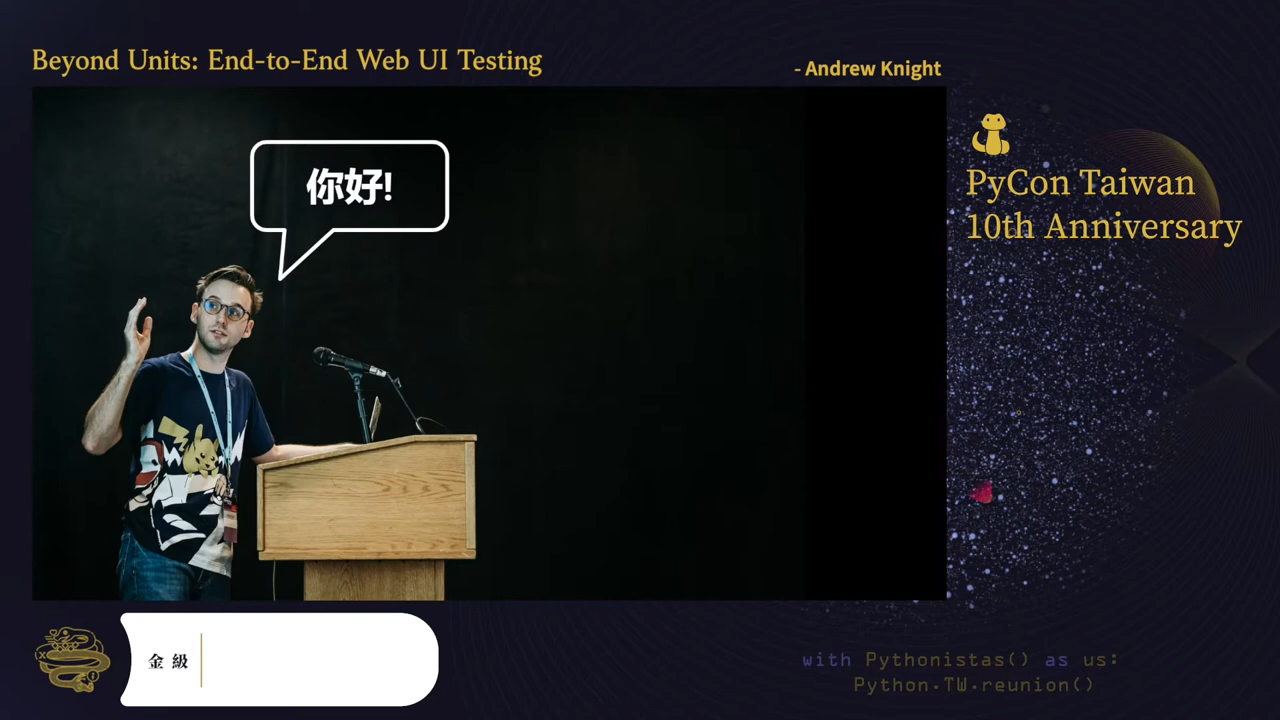 Beyond Units: End-to-End Web UI Testing
- Andrew Knight
你好!
PyCon Taiwan
10th Anniversary
金級
with Pythonistas() as us:
Python.TW.reunion()